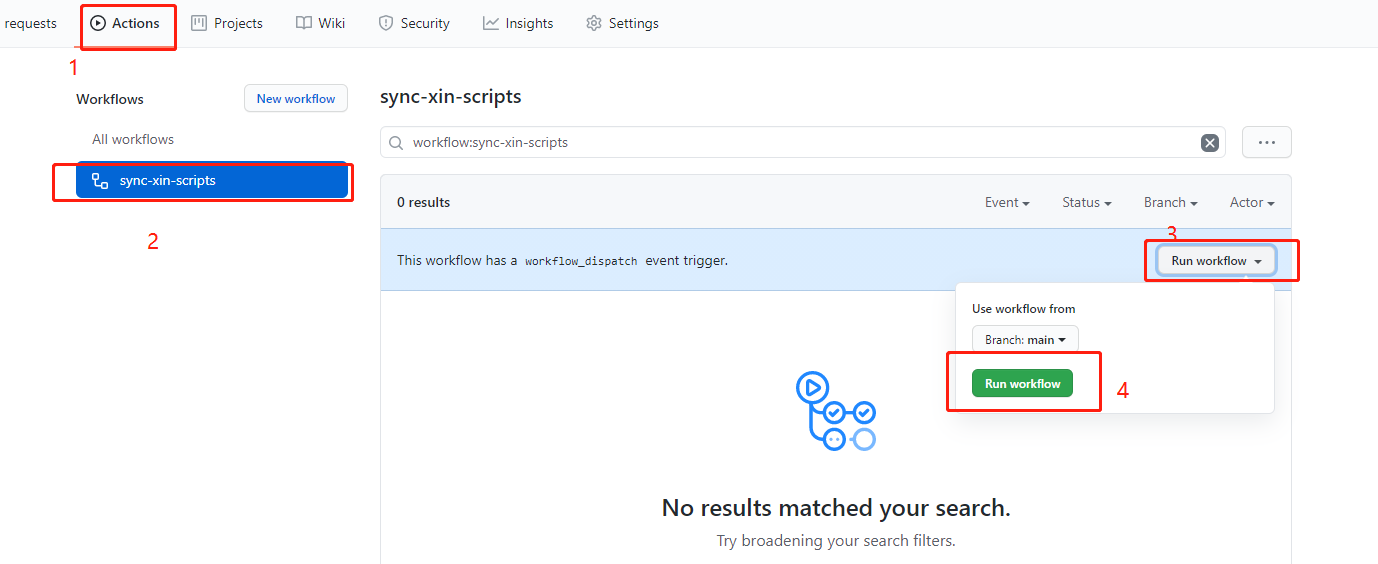 requests Actions Projects Wiki Security Insights Settings
1
Workflows New workflow
All workflows
sync-xin-scripts
2
sync-xin-scripts
workflow:sync-xin-scripts
0 results Event Status Branch Actor
3
This workflow has a workflow_dispatch event trigger. Run workflow
Use workflow from
Branch: main
Run workflow
4
No results matched your search.
Try broadening your search filters.